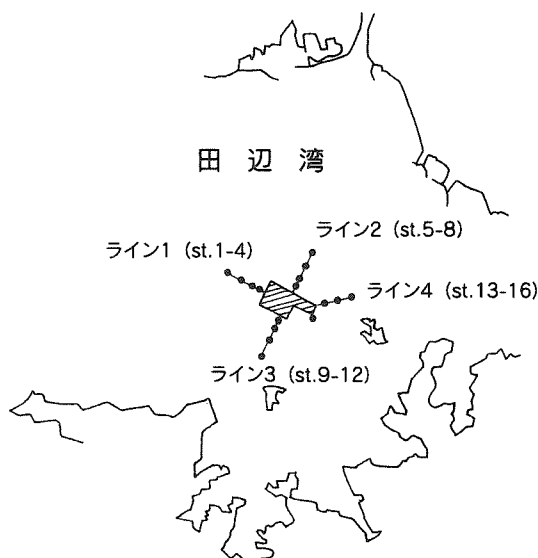 田 辺 湾
ライン2 (st.5-8)
ライン1 (st.1-4)
ライン4 (st.13-16)
ライン3 (st.9-12)